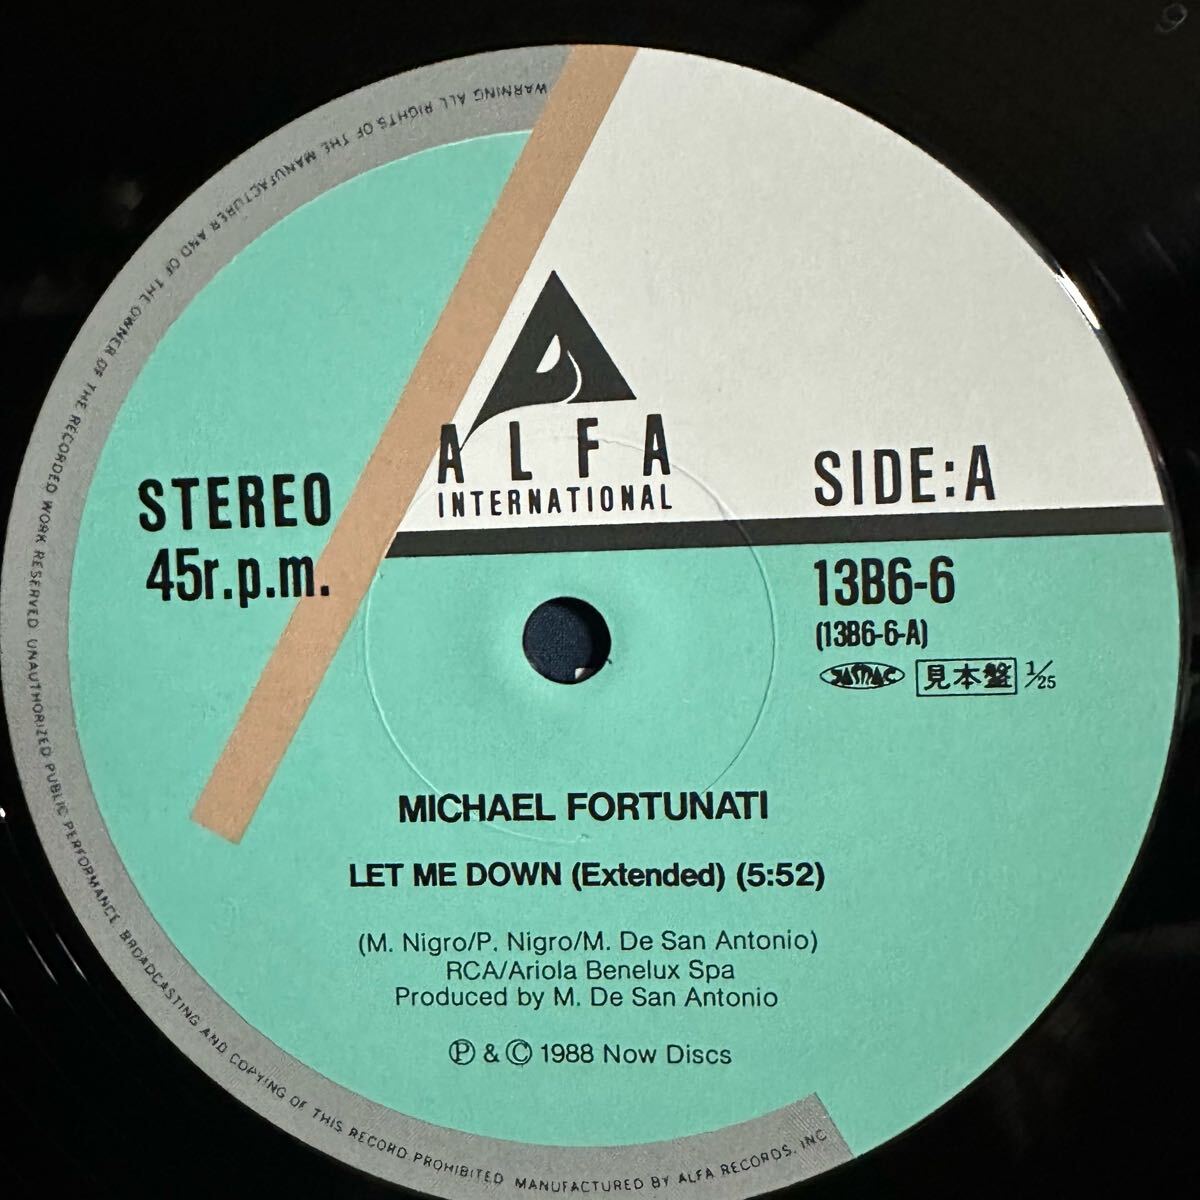 WARNING ALL RIGHTS OF THE MANUFACTURER AND OF THE OWNER OF THE RECORDED WORK RESERVED UNAUTHORIZED PUBLIC PERFORMANCE BROADCASTING AND COPYING OF THIS RECORD PROHIBITED MANUFACTURED BY ALFA RECORDS, INC
ALFA
INTERNATIONAL
STEREO
45r.p.m.
SIDE:A
13B6-6
(13B6-6-A)
JASRAC 見本盤 1/25
MICHAEL FORTUNATI
LET ME DOWN (Extended) (5:52)
(M. Nigro/P. Nigro/M. De San Antonio)
RCA/Ariola Benelux Spa
Produced by M. De San Antonio
Ⓟ & © 1988 Now Discs